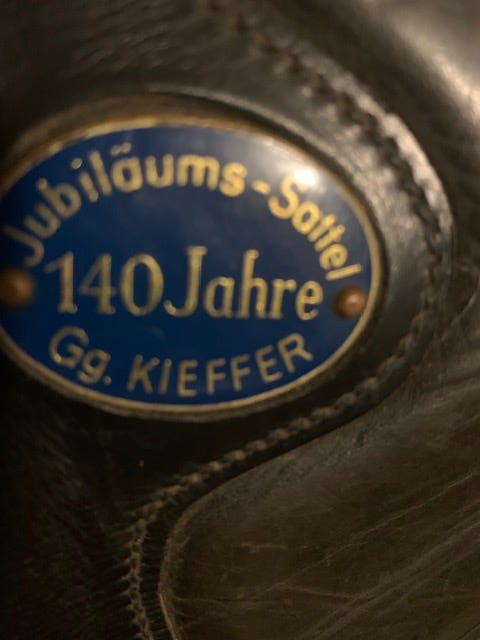 Jubiläums-Sattel
140 Jahre
Gg. KIEFFER